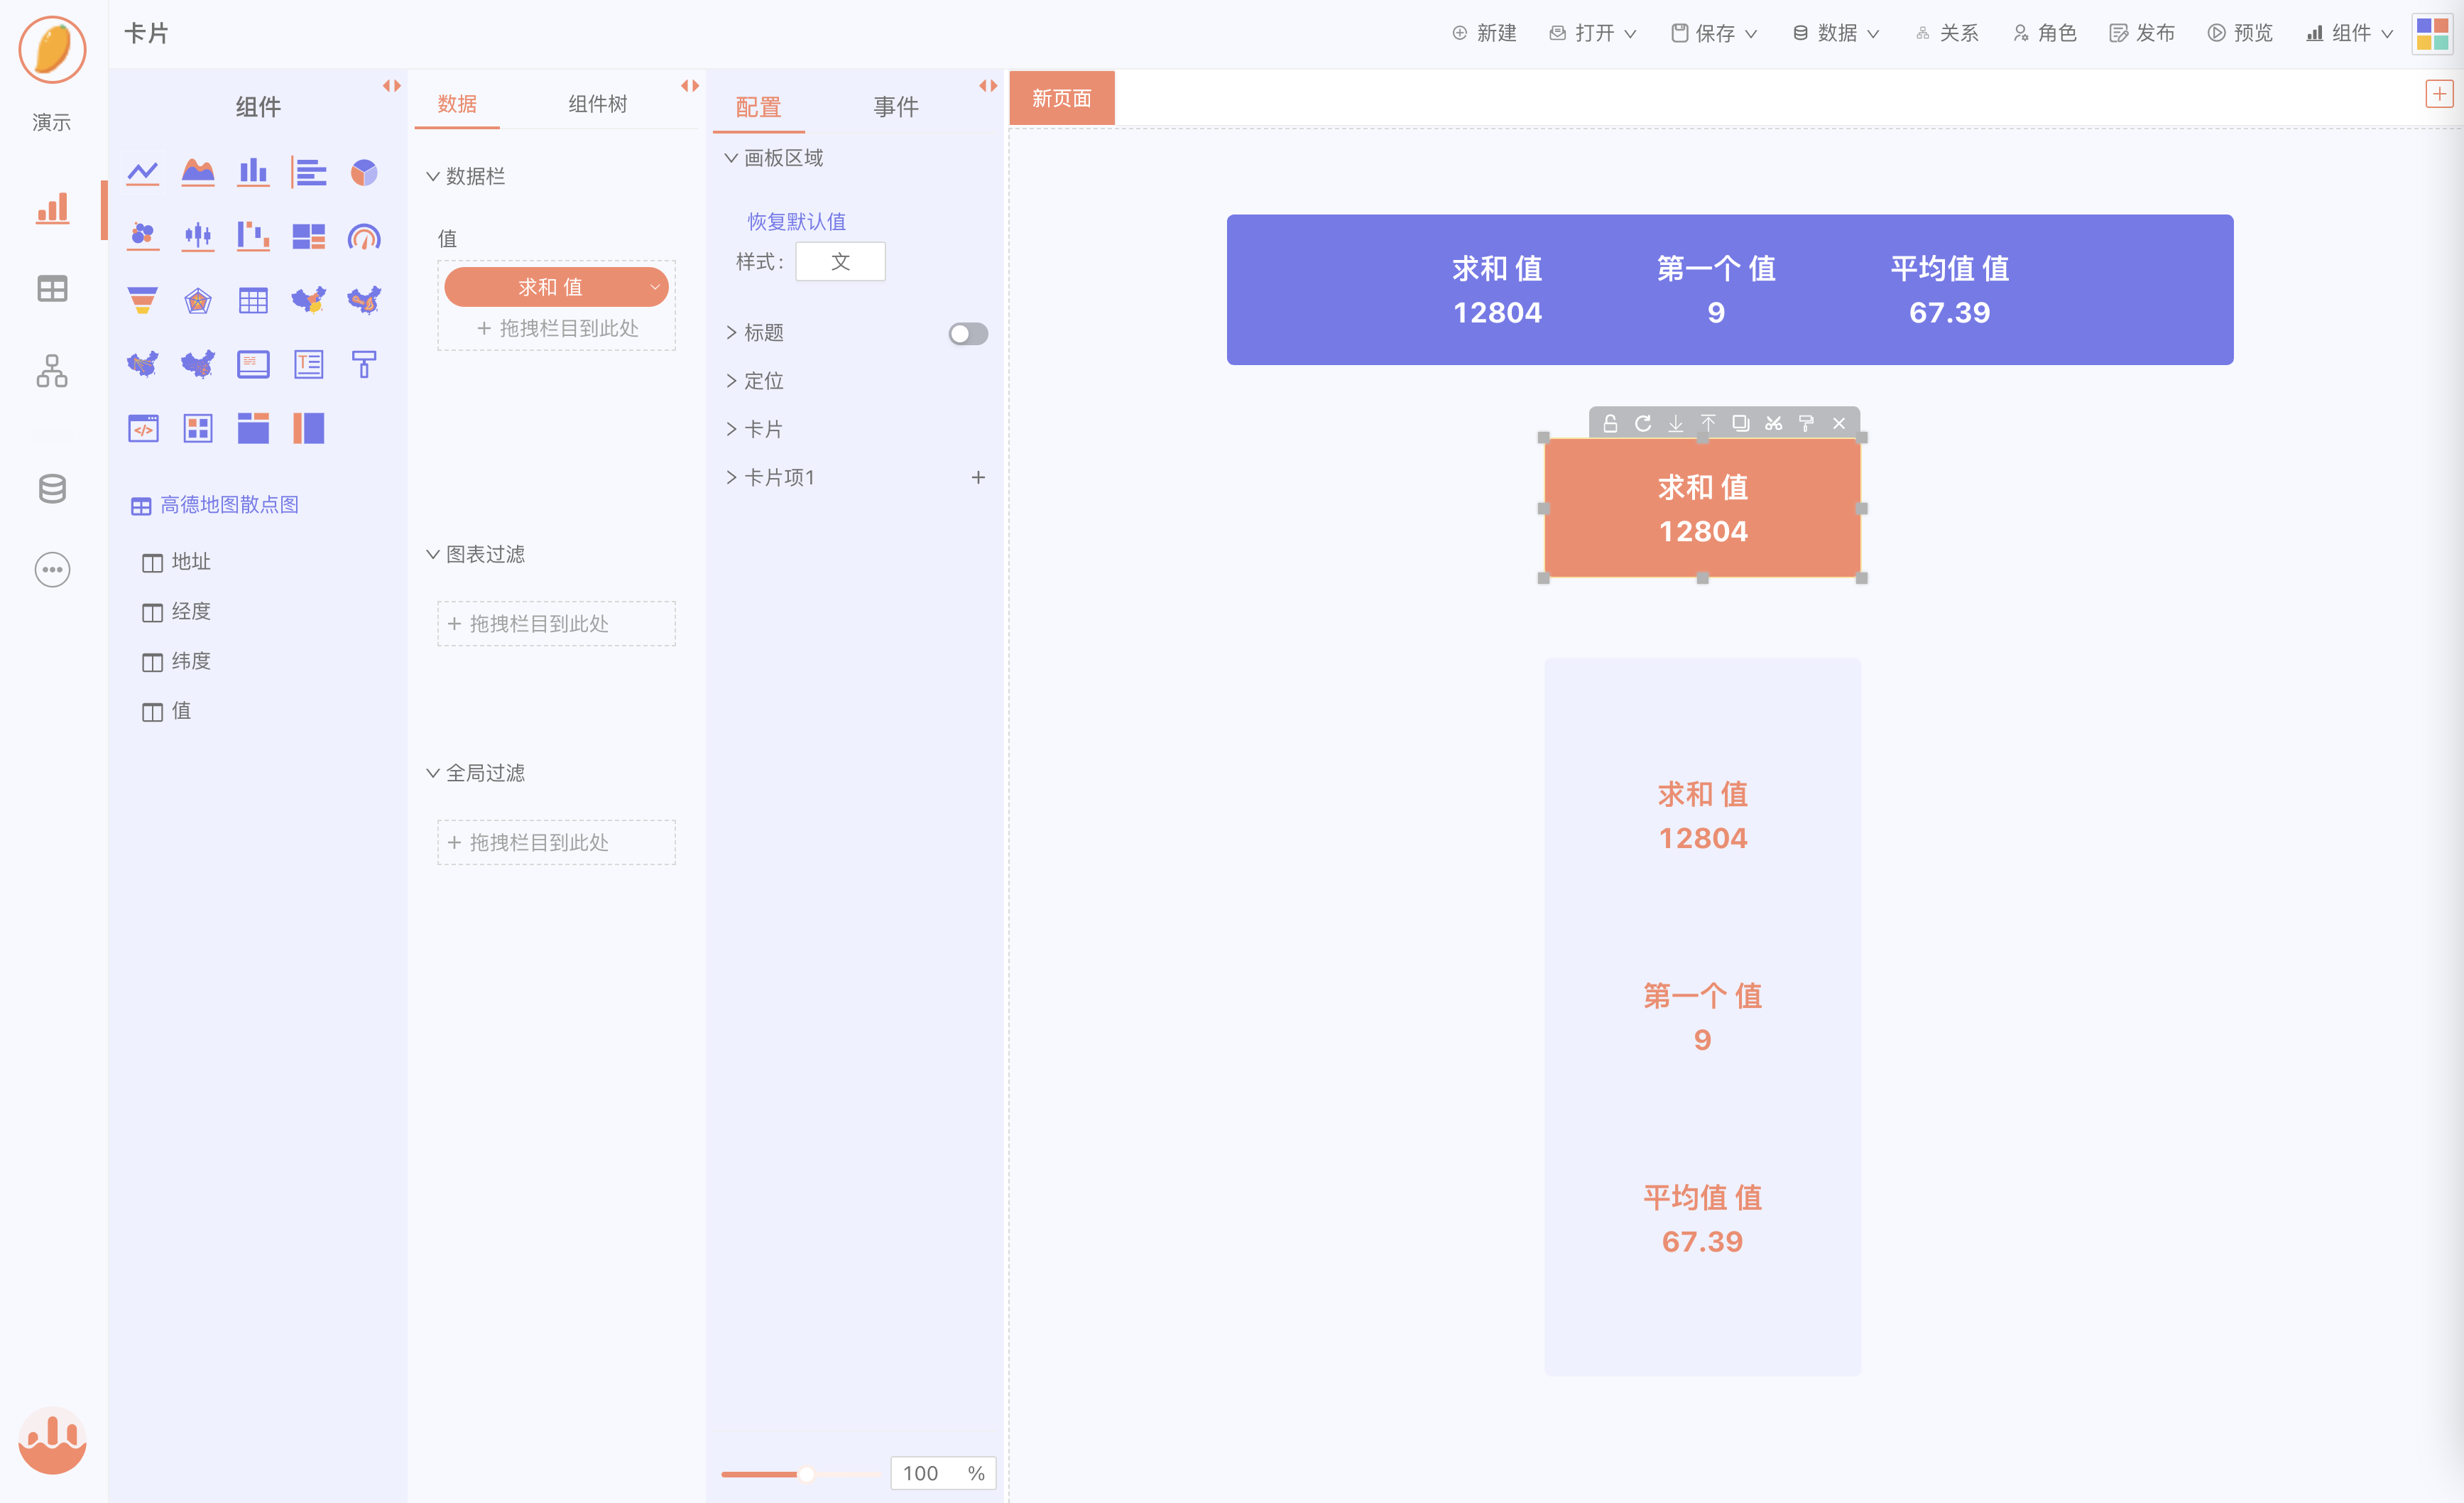 卡片
新建
打开
保存
数据
关系
角色
发布
预览
组件
演示
组件
高德地图散点图
地址
经度
纬度
值
数据
组件树
数据栏
值
求和 值
+ 拖拽栏目到此处
图表过滤
+ 拖拽栏目到此处
全局过滤
+ 拖拽栏目到此处
配置
事件
画板区域
恢复默认值
样式: 文
标题
定位
卡片
卡片项1 +
100 %
新页面
求和 值
12804
第一个 值
9
平均值 值
67.39
求和 值
12804
求和 值
12804
第一个 值
9
平均值 值
67.39